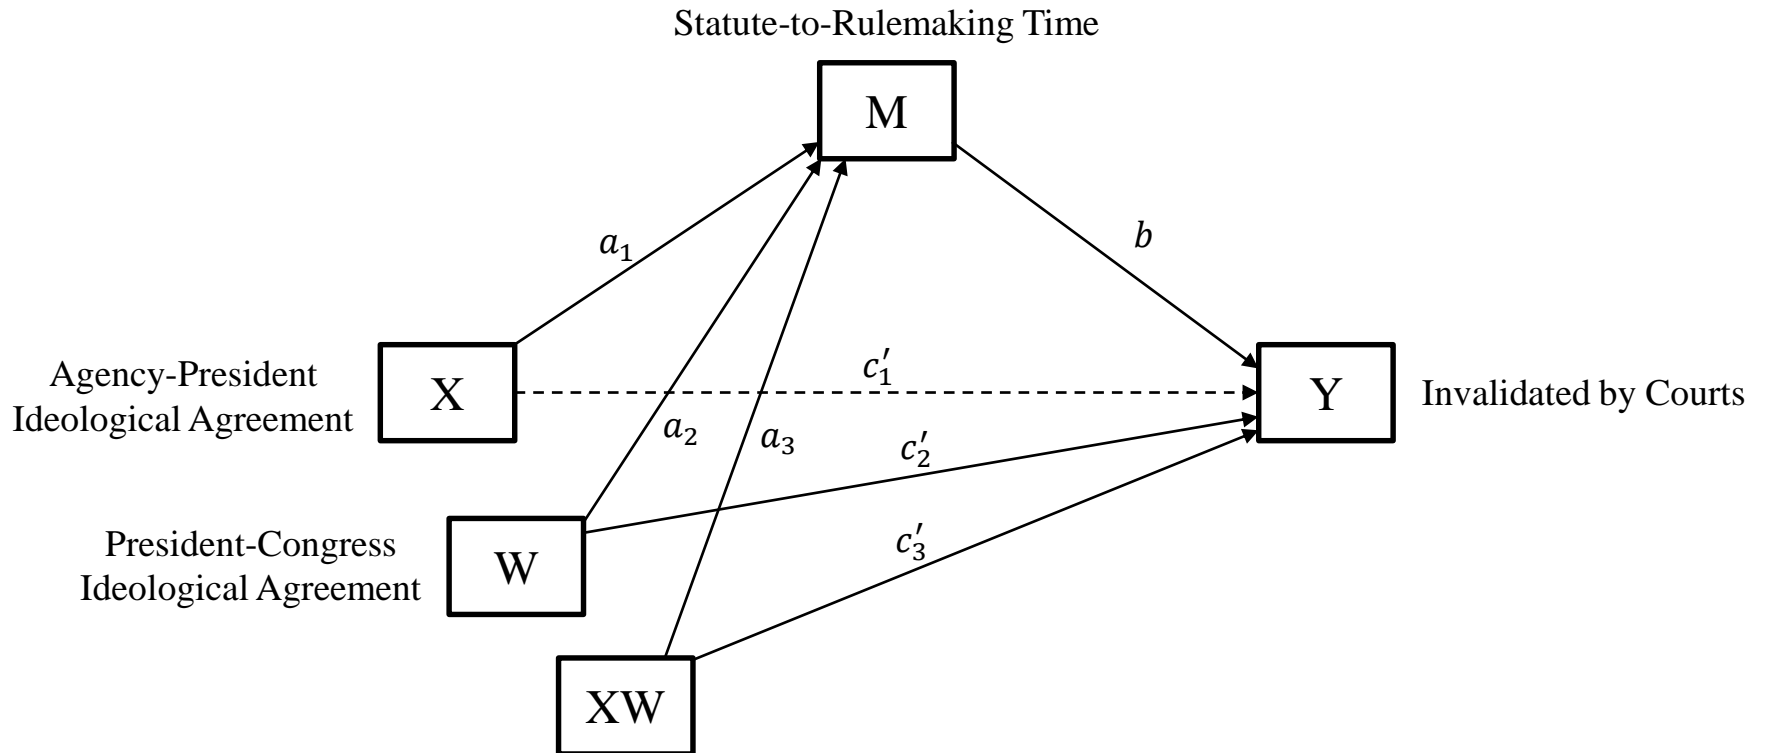 Statute-to-Rulemaking Time
M
a₁
b
Agency-President
Ideological Agreement
X
c′₁
Y
Invalidated by Courts
a₂
a₃
c′₂
President-Congress
Ideological Agreement
W
c′₃
XW